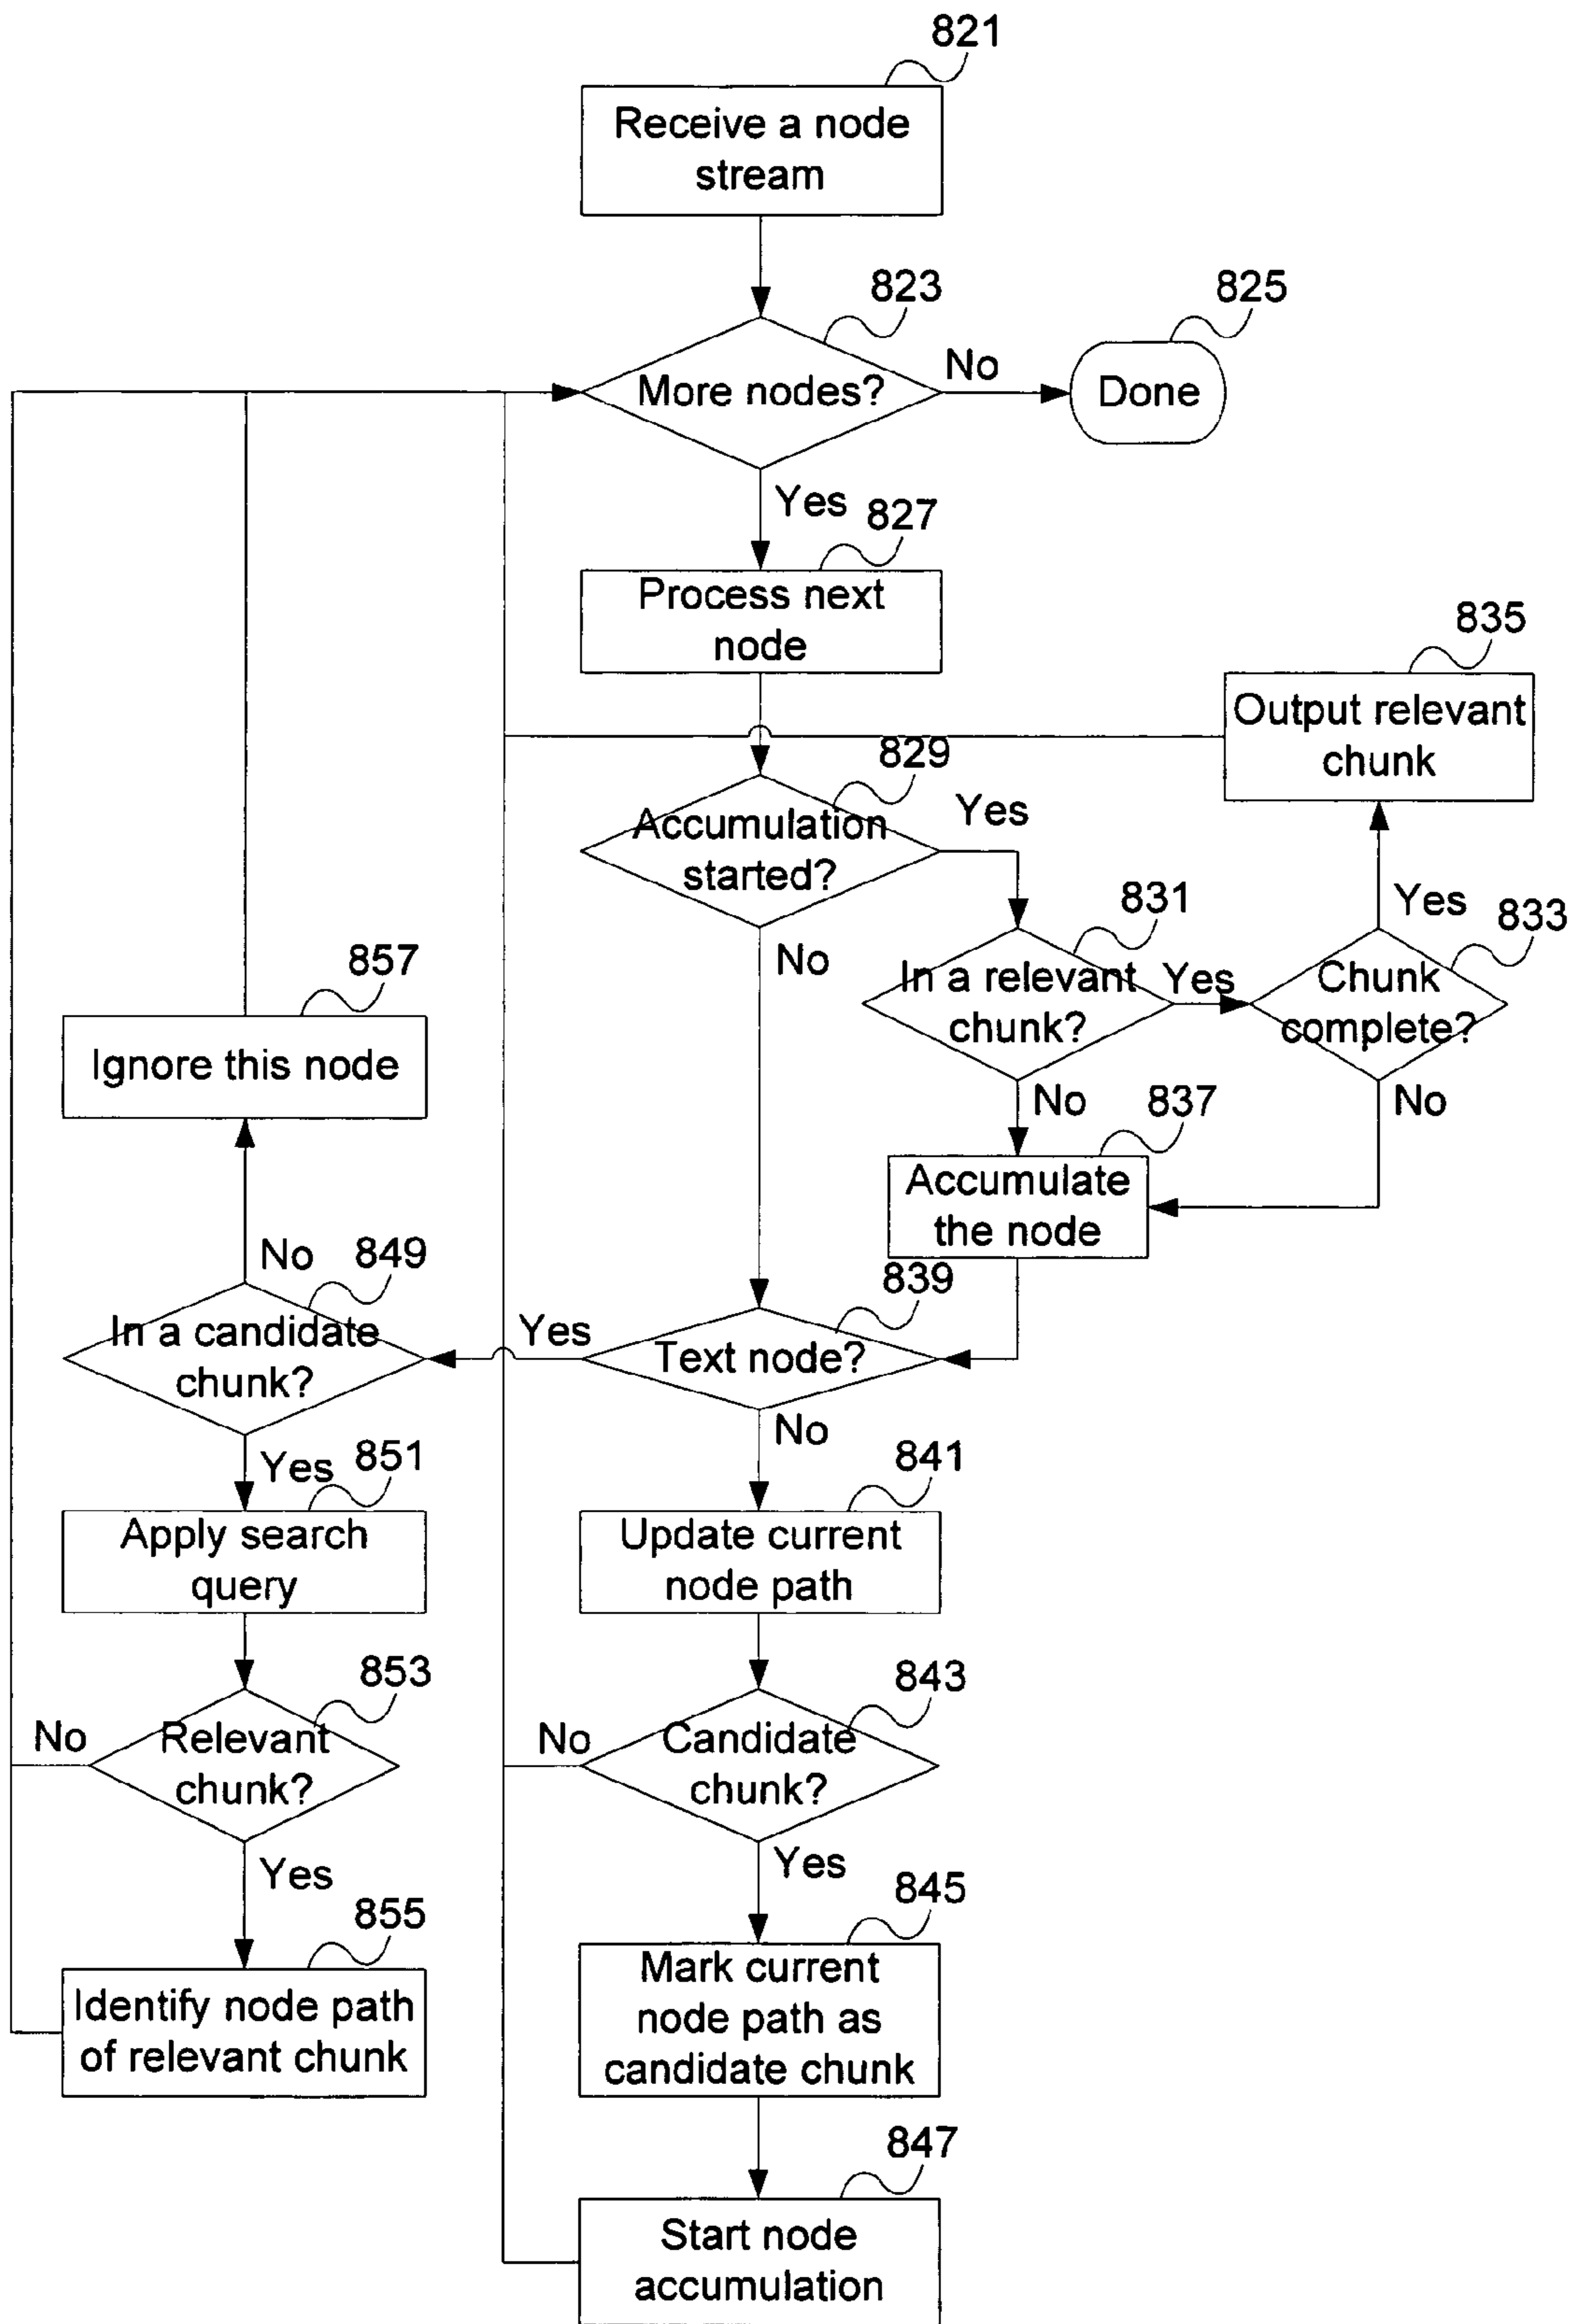 821
Receive a node
stream
823
825
More nodes?
No
Done
Yes
827
Process next
node
835
Output relevant
chunk
829
Accumulation
started?
Yes
831
Yes
833
In a relevant
chunk?
Yes
Chunk
complete?
No
857
Ignore this node
No
837
No
Accumulate
the node
No
849
839
In a candidate
chunk?
Yes
Text node?
No
Yes
851
841
Apply search
query
Update current
node path
853
843
No
Relevant
chunk?
No
Candidate
chunk?
Yes
Yes
855
845
Identify node path
of relevant chunk
Mark current
node path as
candidate chunk
847
Start node
accumulation